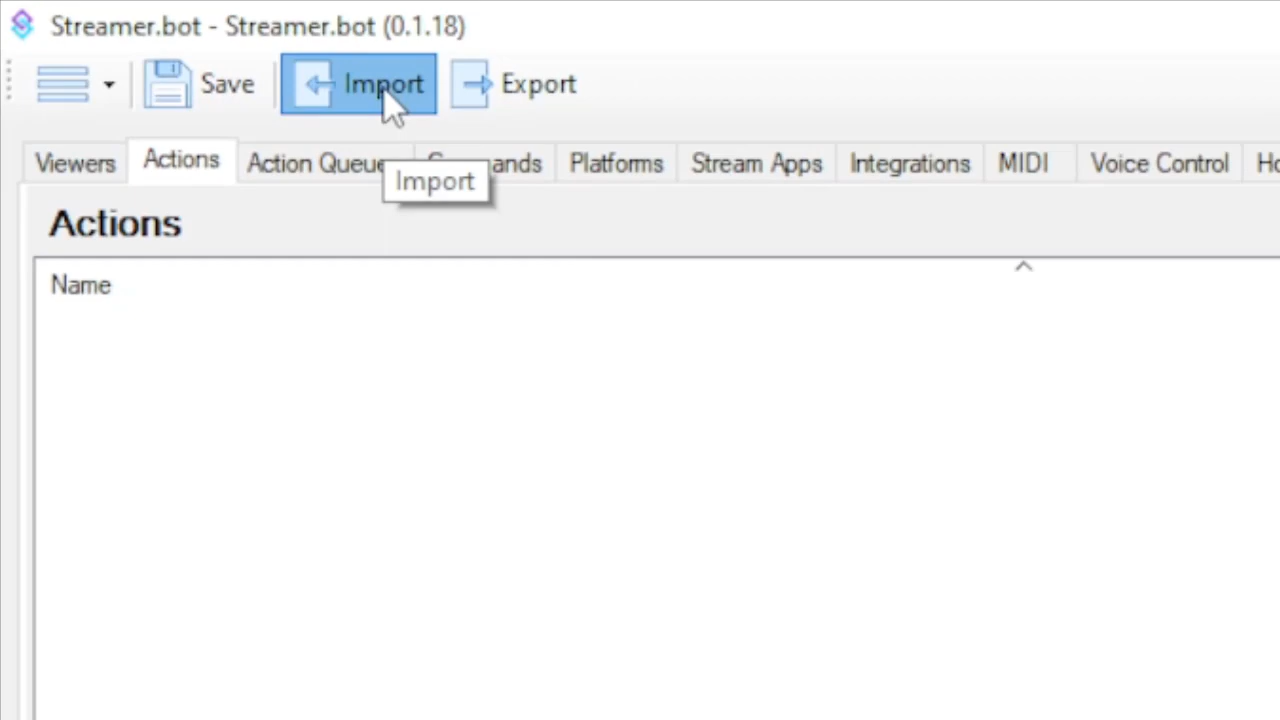 Streamer.bot - Streamer.bot (0.1.18)
Save Import Export
Viewers Actions Action Queue Platforms Stream Apps Integrations MIDI Voice Control
Import
Actions
Name